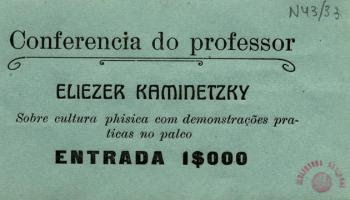 N43/33
Conferencia do professor
ELIEZER KAMINETZKY
Sobre cultura phisica com demonstrações pra-
ticas no palco
ENTRADA 1$000